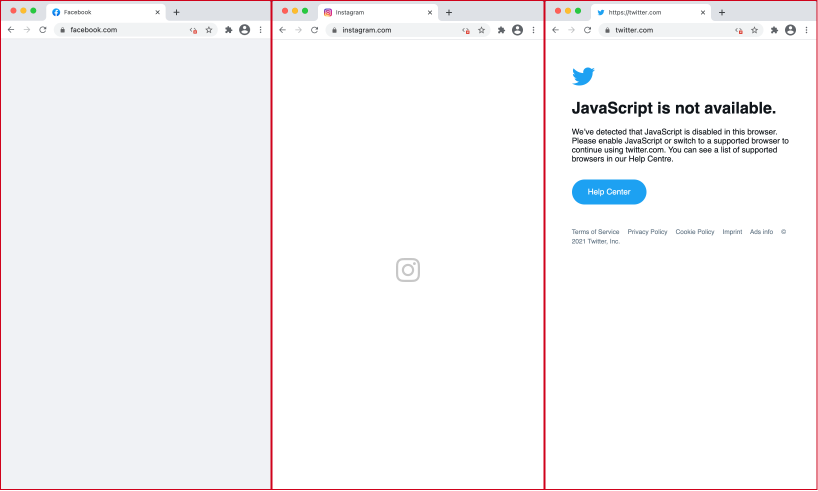 Facebook
facebook.com
Instagram
instagram.com
https://twitter.com
twitter.com
JavaScript is not available.
We've detected that JavaScript is disabled in this browser.
Please enable JavaScript or switch to a supported browser to
continue using twitter.com. You can see a list of supported
browsers in our Help Centre.
Help Center
Terms of Service Privacy Policy Cookie Policy Imprint Ads info ©
2021 Twitter, Inc.